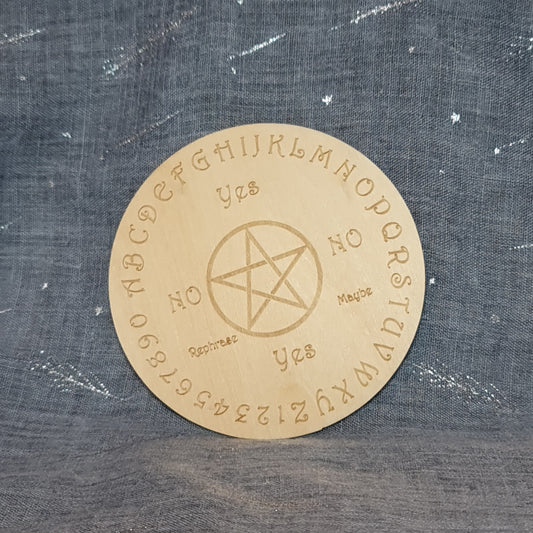 ABCDEFGHIJKLMNOPQRSTUVWXYZ1234567890
Yes
NO
NO
Maybe
Rephrase
Yes